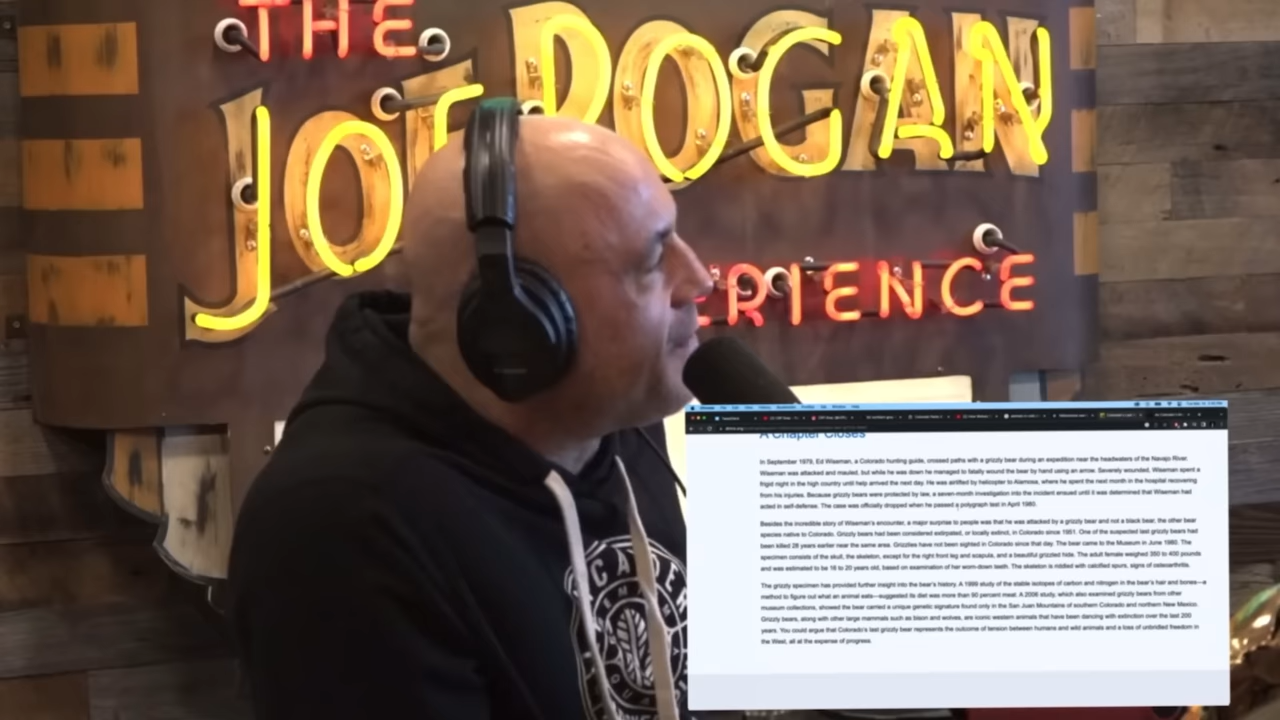 THE
JOE ROGAN
ERIENCE
A Chapter Closes
In September 1979, Ed Wiseman, a Colorado hunting guide, crossed paths with a grizzly bear during an expedition near the headwaters of the Navajo River.
Wiseman was attacked and mauled, but while he was down he managed to fatally wound the bear by hand using an arrow. Severely wounded, Wiseman spent a
frigid night in the high country until help arrived the next day. He was airlifted by helicopter to Alamosa, where he spent the next month in the hospital recovering
from his injuries. Because grizzly bears were protected by law, a seven-month investigation into the incident ensued until it was determined that Wiseman had
acted in self-defense. The case was officially dropped when he passed a polygraph test in April 1980.
Besides the incredible story of Wiseman's encounter, a major surprise to people was that he was attacked by a grizzly bear and not a black bear, the other bear
species native to Colorado. Grizzly bears had been considered extirpated, or locally extinct, in Colorado since 1951. One of the suspected last grizzly bears had
been killed 28 years earlier near the same area. Grizzlies have not been sighted in Colorado since that day. The bear came to the Museum in June 1980. The
specimen consists of the skull, the skeleton, except for the right front leg and scapula, and a beautiful grizzled hide. The adult female weighed 350 to 400 pounds
and was estimated to be 16 to 20 years old, based on examination of her worn-down teeth. The skeleton is riddled with calcified spurs, signs of osteoarthritis.
The grizzly specimen has provided further insight into the bear's history. A 1999 study of the stable isotopes of carbon and nitrogen in the bear's hair and bones—a
method to figure out what an animal eats—suggested its diet was more than 90 percent meat. A 2006 study, which also examined grizzly bears from other
museum collections, showed the bear carried a unique genetic signature found only in the San Juan Mountains of southern Colorado and northern New Mexico.
Grizzly bears, along with other large mammals such as bison and wolves, are iconic western animals that have been dancing with extinction over the last 200
years. You could argue that Colorado's last grizzly bear represents the outcome of tension between humans and wild animals and a loss of unbridled freedom in
the West, all at the expense of progress.